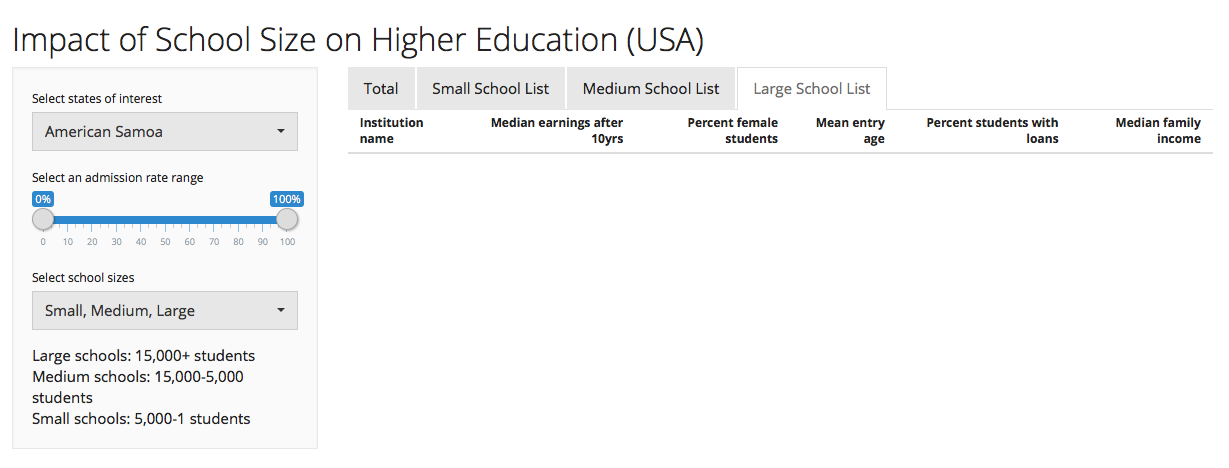 Impact of School Size on Higher Education (USA)
Select states of interest
American Samoa
Select an admission rate range
0% 100%
0 10 20 30 40 50 60 70 80 90 100
Select school sizes
Small, Medium, Large
Large schools: 15,000+ students
Medium schools: 15,000-5,000
students
Small schools: 5,000-1 students
Total Small School List Medium School List Large School List
Institution Median earnings after Percent female Mean entry Percent students with Median family
name 10yrs students age loans income